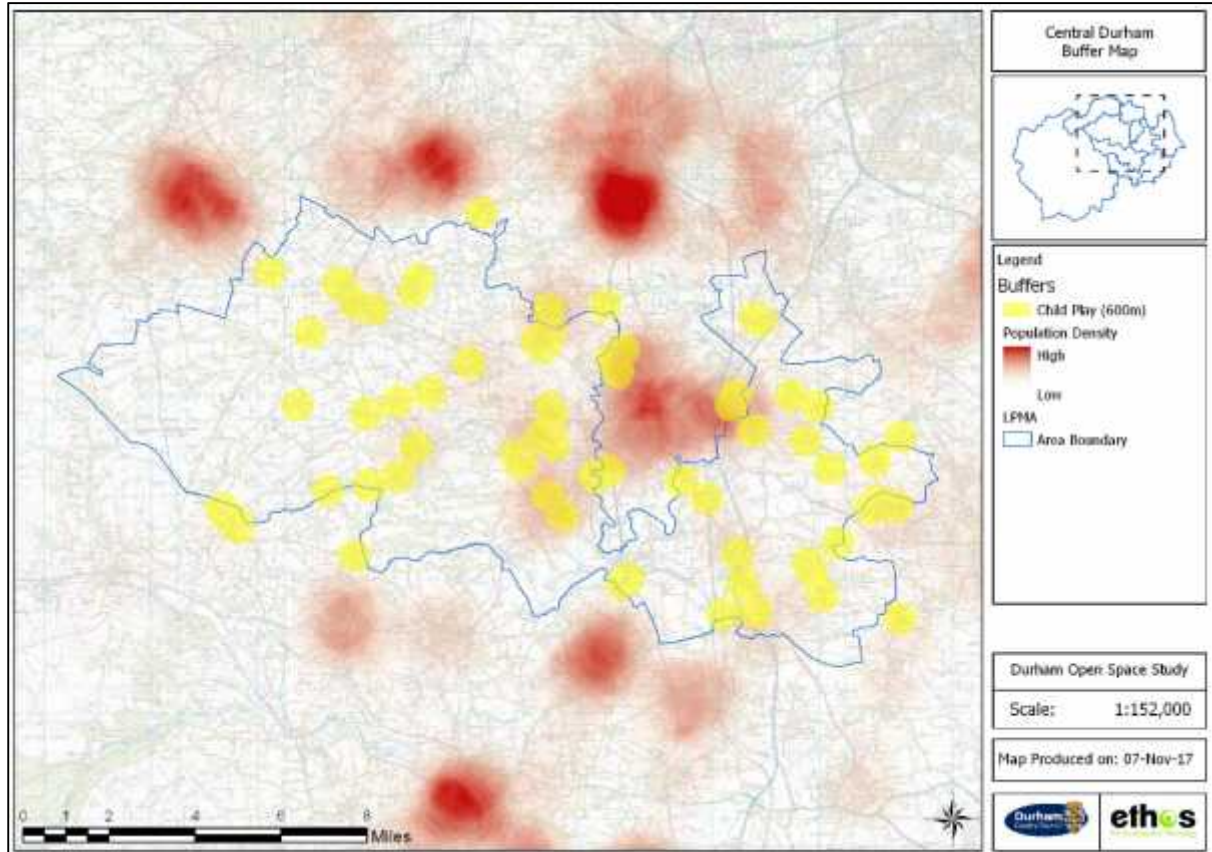 Central Durham
Buffer Map
Legend
Buffers
Child Play (600m)
Population Density
High
Low
LPMA
Area Boundary
Durham Open Space Study
Scale: 1:152,000
Map Produced on: 07-Nov-17
Durham
ethos
0 1 2 4 6 8
Miles